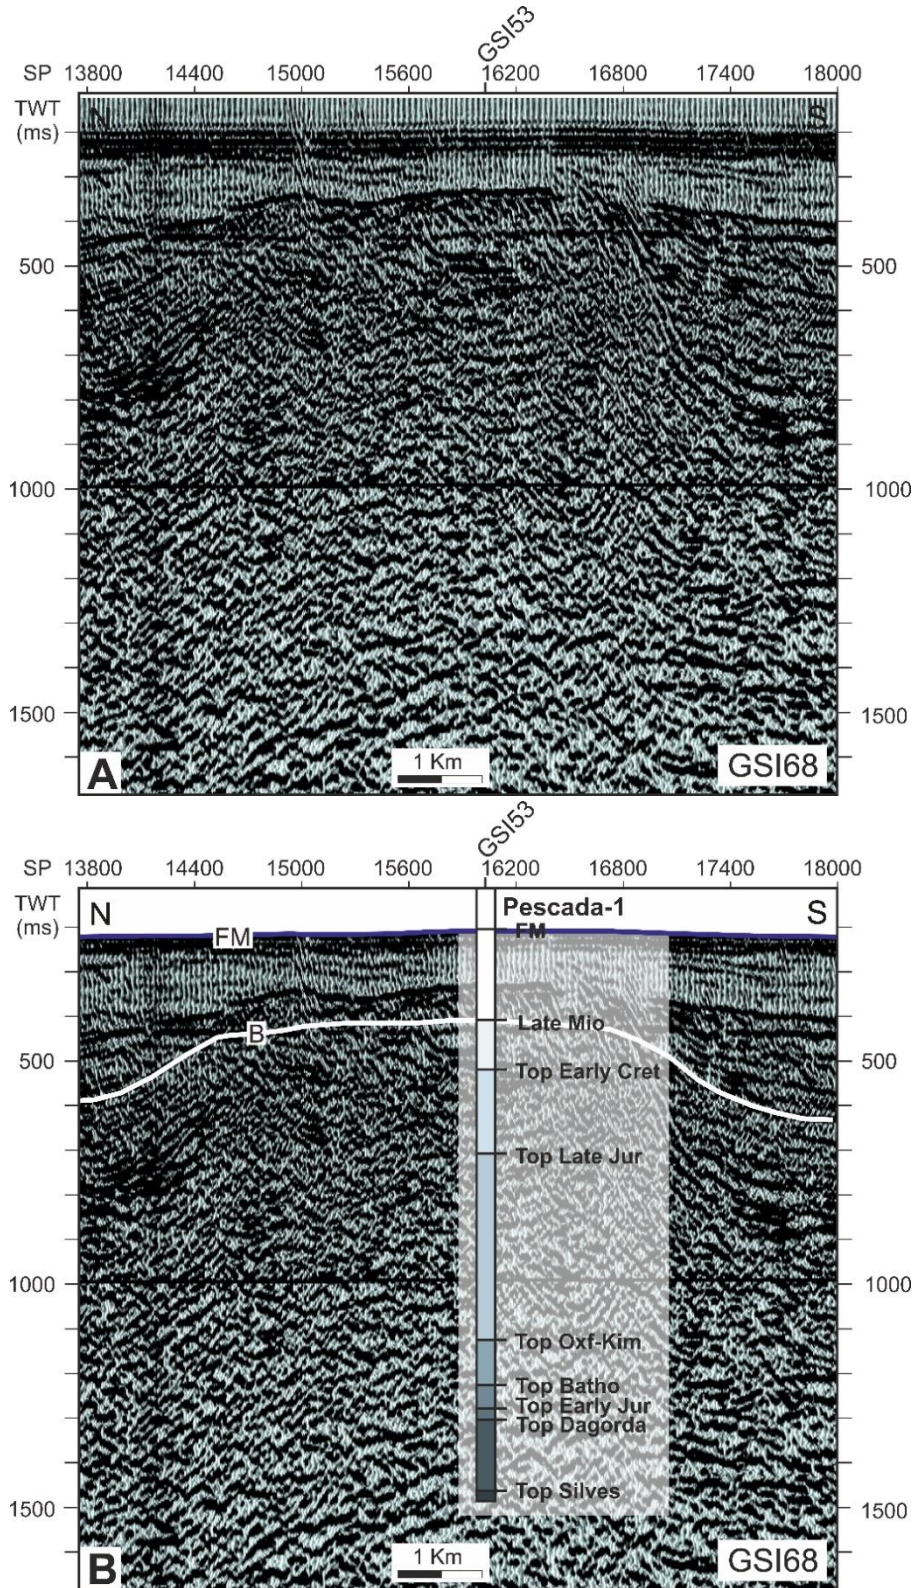 GSI53
SP 13800 14400 15000 15600 16200 16800 17400 18000
TWT
(ms)
N S
500 500
1000 1000
1500 1500
1 Km
A GSI68
GSI53
SP 13800 14400 15000 15600 16200 16800 17400 18000
TWT
(ms)
N Pescada-1 S
FM FM
Late Mio
B
500 Top Early Cret 500
Top Late Jur
1000 1000
Top Oxf-Kim
Top Batho
Top Early Jur
Top Dagorda
Top Silves
1500 1500
1 Km
B GSI68